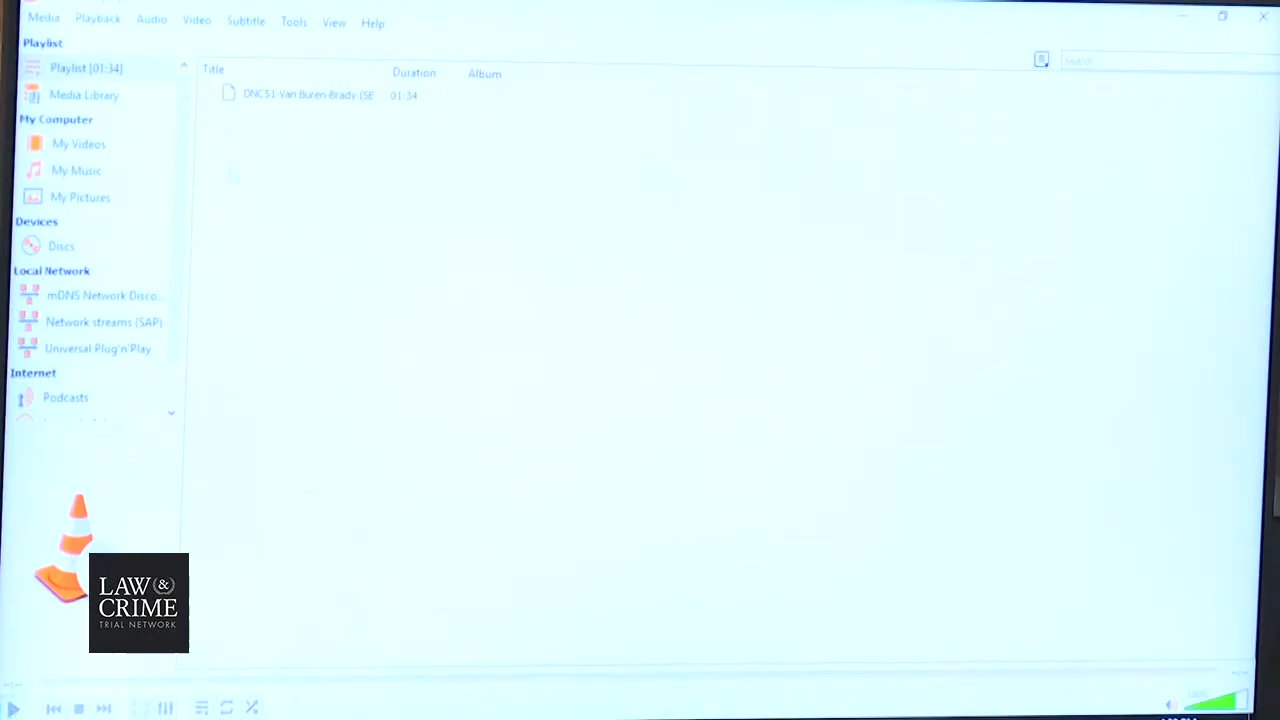 Media Playback Audio Video Subtitle Tools View Help
Playlist
Playlist [01:34]
Media Library
My Computer
My Videos
My Music
My Pictures
Devices
Discs
Local Network
mDNS Network Disco...
Network streams (SAP)
Universal Plug'n'Play
Internet
Podcasts
Title Duration Album
DNC51-Van Buren-Brady (SE 01:34
Search
LAW &
CRIME
TRIAL NETWORK
100%